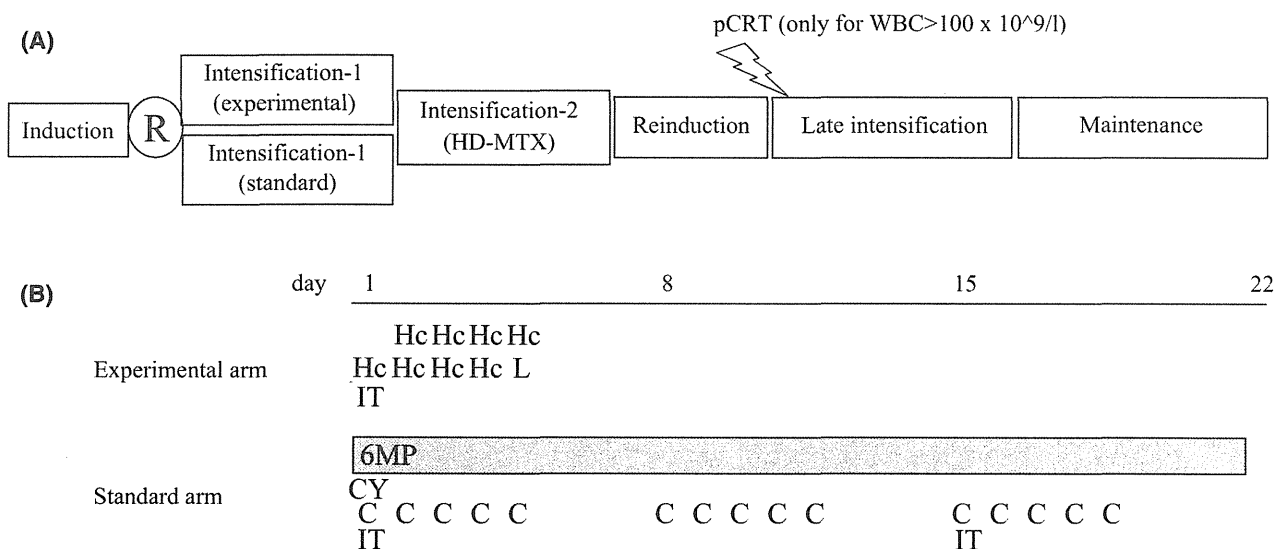 pCRT (only for WBC>100 x 10^9/l)
(A)
Induction
R
Intensification-1
(experimental)
Intensification-1
(standard)
Intensification-2
(HD-MTX)
Reinduction
Late intensification
Maintenance
(B)
day 1 8 15 22
Experimental arm
Hc Hc Hc Hc
Hc Hc Hc Hc L
IT
Standard arm
6MP
CY
C C C C C C C C C C C C C C C
IT IT